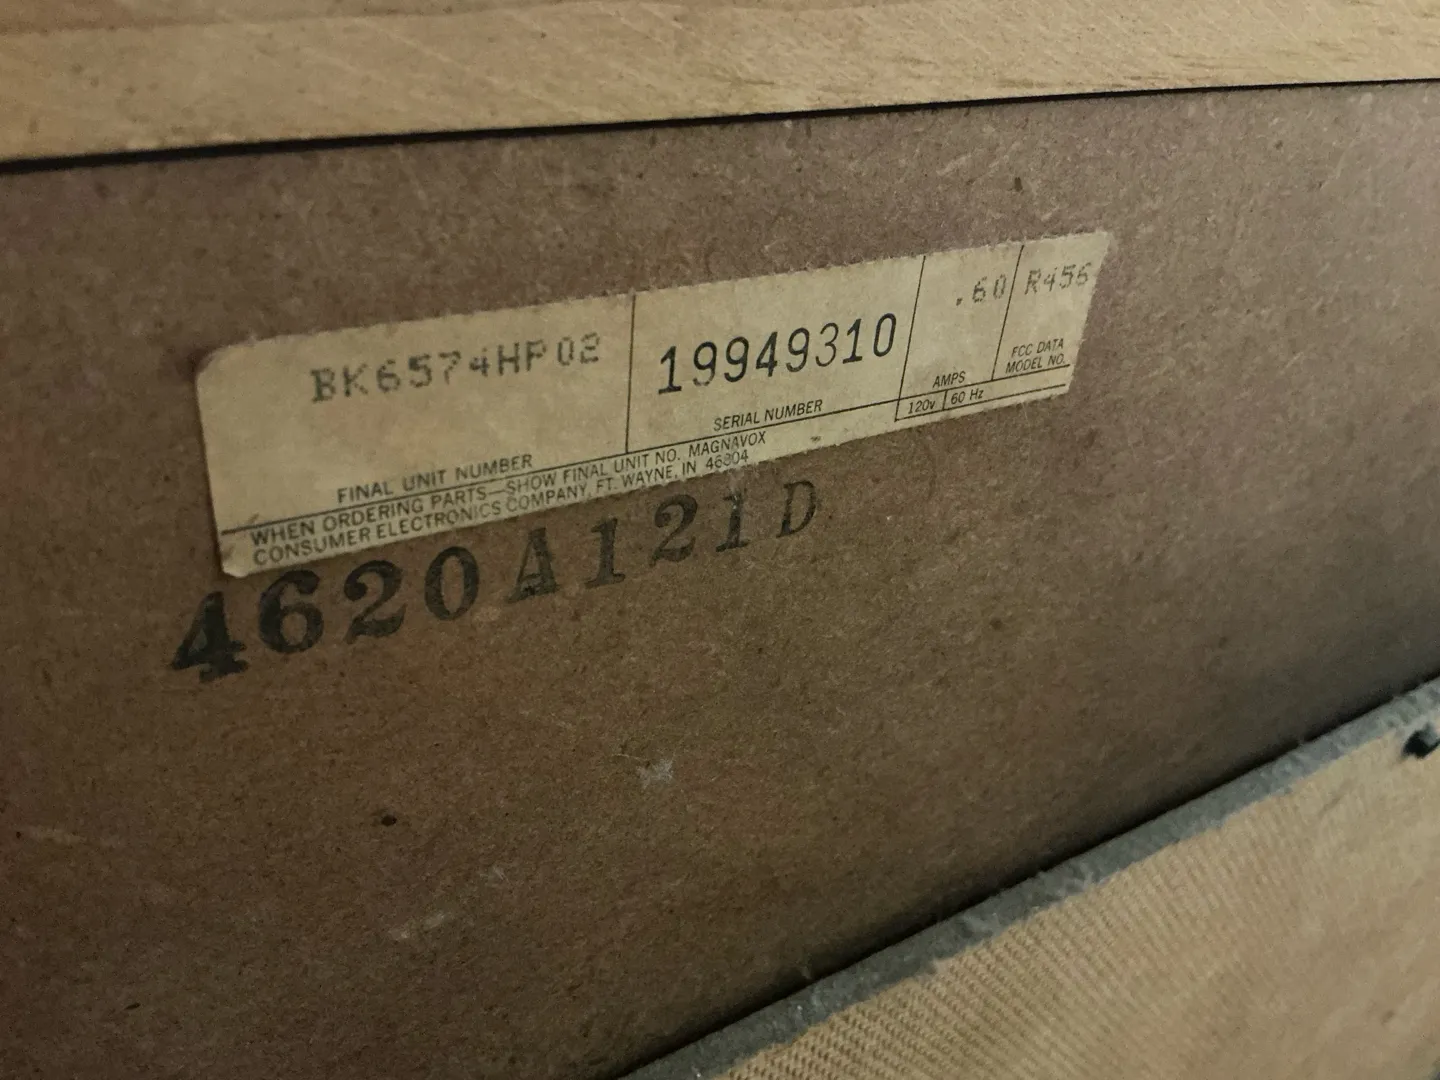 BK6574HP02
19949310
.60
R456
FINAL UNIT NUMBER
SERIAL NUMBER
AMPS
FCC DATA
MODEL NO.
120v
60 Hz
WHEN ORDERING PARTS—SHOW FINAL UNIT NO. MAGNAVOX
CONSUMER ELECTRONICS COMPANY, FT. WAYNE, IN 46804
4620A121D